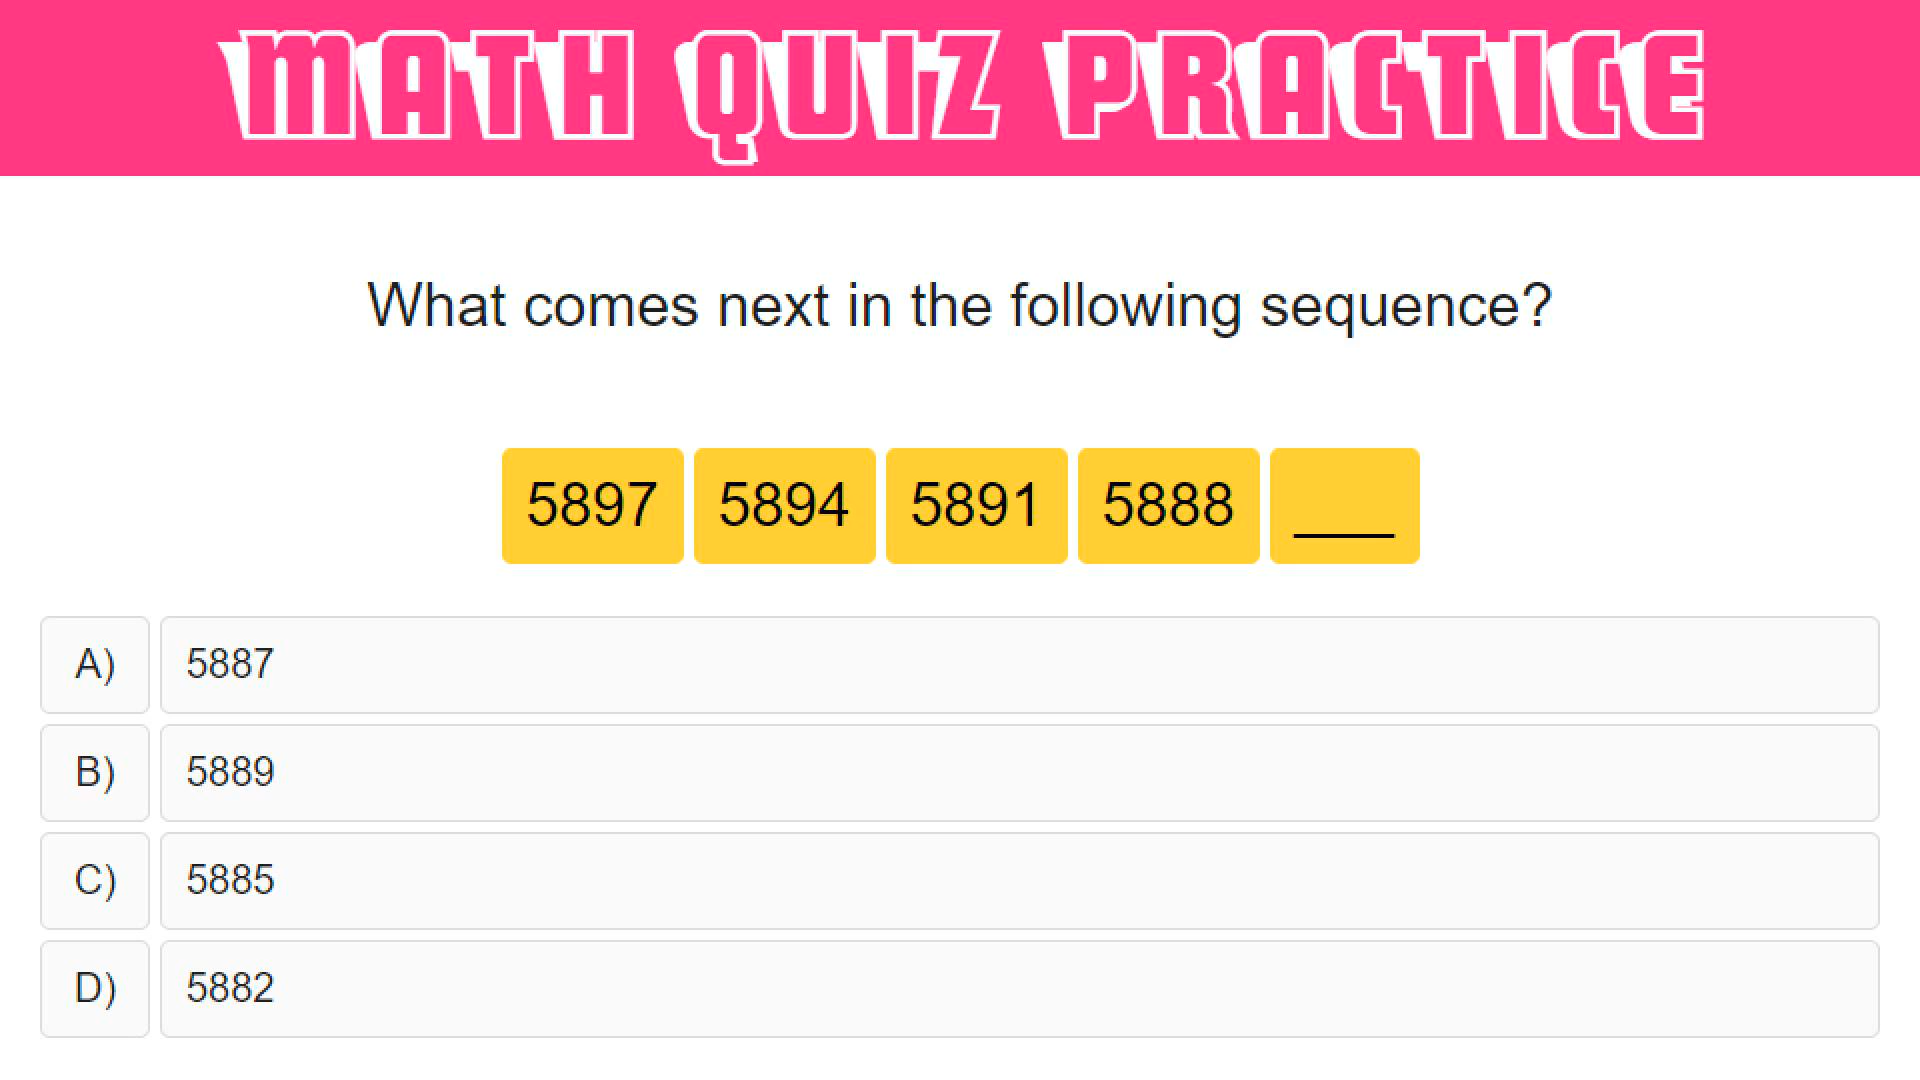 MATH QUIZ PRACTICE
What comes next in the following sequence?
5897 5894 5891 5888 ___
A) 5887
B) 5889
C) 5885
D) 5882